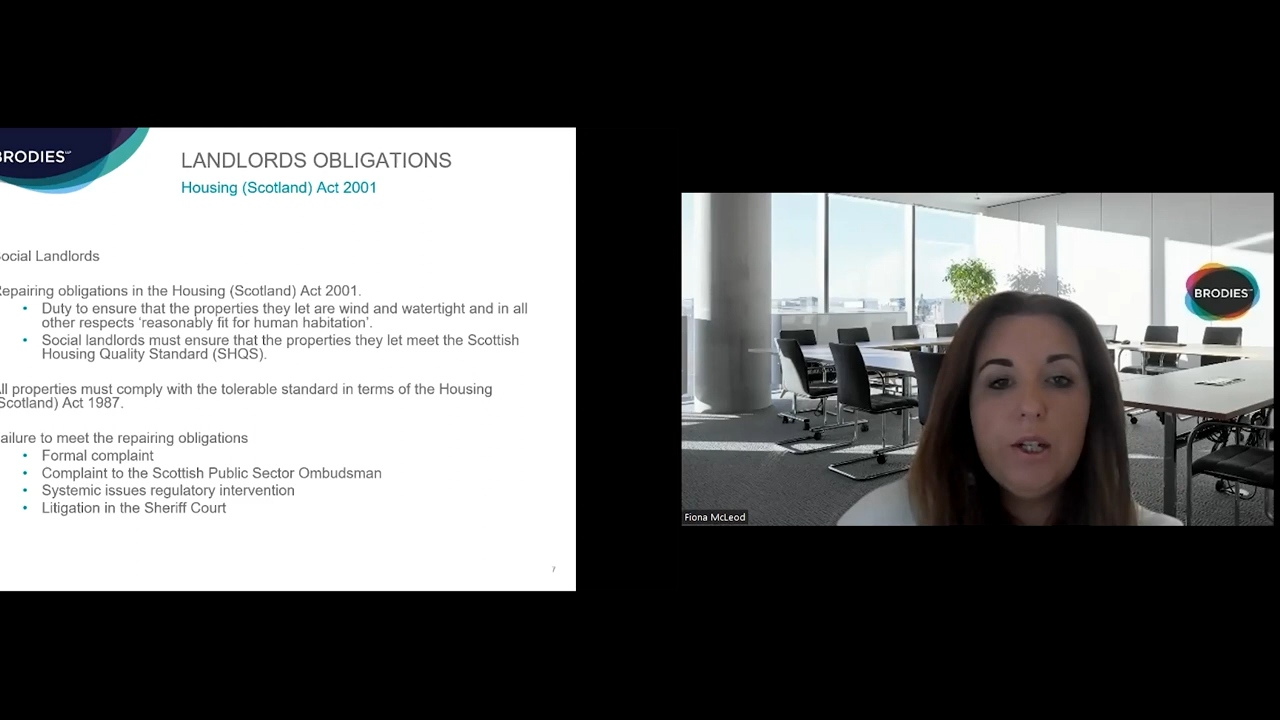 BRODIES LLP
LANDLORDS OBLIGATIONS
Housing (Scotland) Act 2001
ocial Landlords
epairing obligations in the Housing (Scotland) Act 2001.
• Duty to ensure that the properties they let are wind and watertight and in all
other respects ‘reasonably fit for human habitation’.
• Social landlords must ensure that the properties they let meet the Scottish
Housing Quality Standard (SHQS).
ll properties must comply with the tolerable standard in terms of the Housing
Scotland) Act 1987.
ailure to meet the repairing obligations
• Formal complaint
• Complaint to the Scottish Public Sector Ombudsman
• Systemic issues regulatory intervention
• Litigation in the Sheriff Court
7
BRODIES
Fiona McLeod